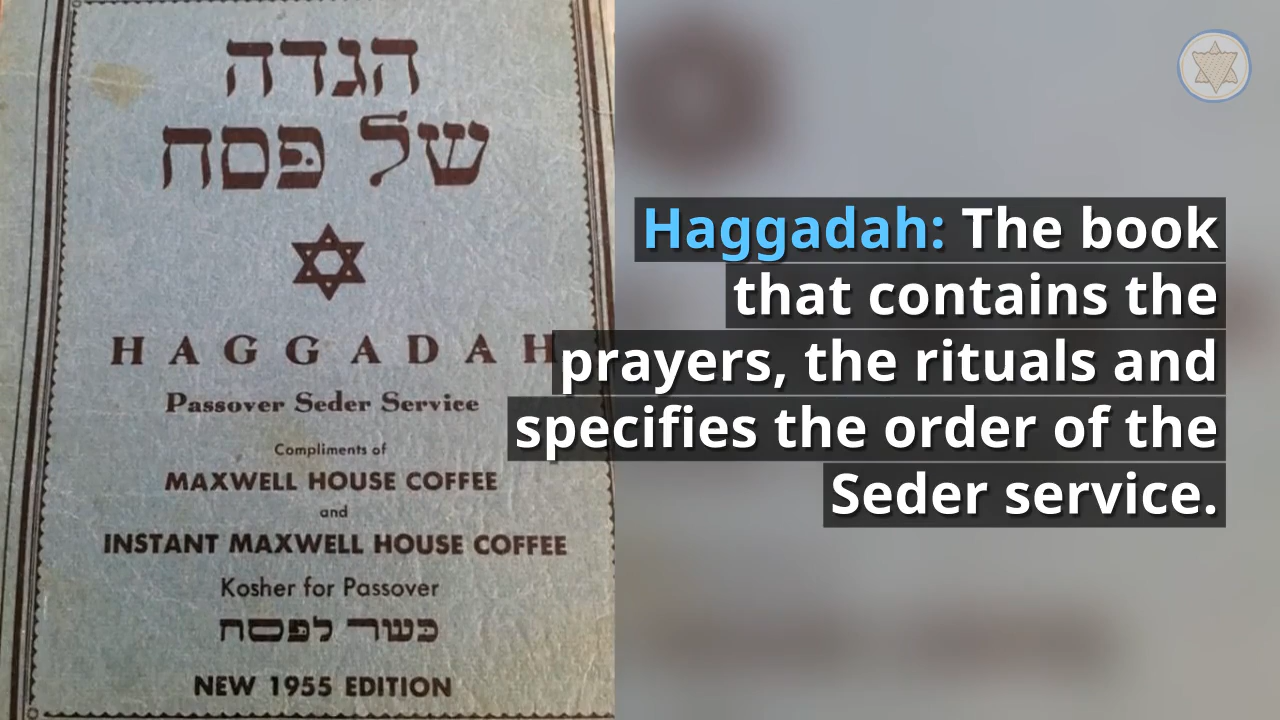 הגדה
של פּסח
HAGGADAH
Passover Seder Service
Compliments of
MAXWELL HOUSE COFFEE
and
INSTANT MAXWELL HOUSE COFFEE
Kosher for Passover
כשר לפסח
NEW 1955 EDITION
Haggadah: The book
that contains the
prayers, the rituals and
specifies the order of the
Seder service.